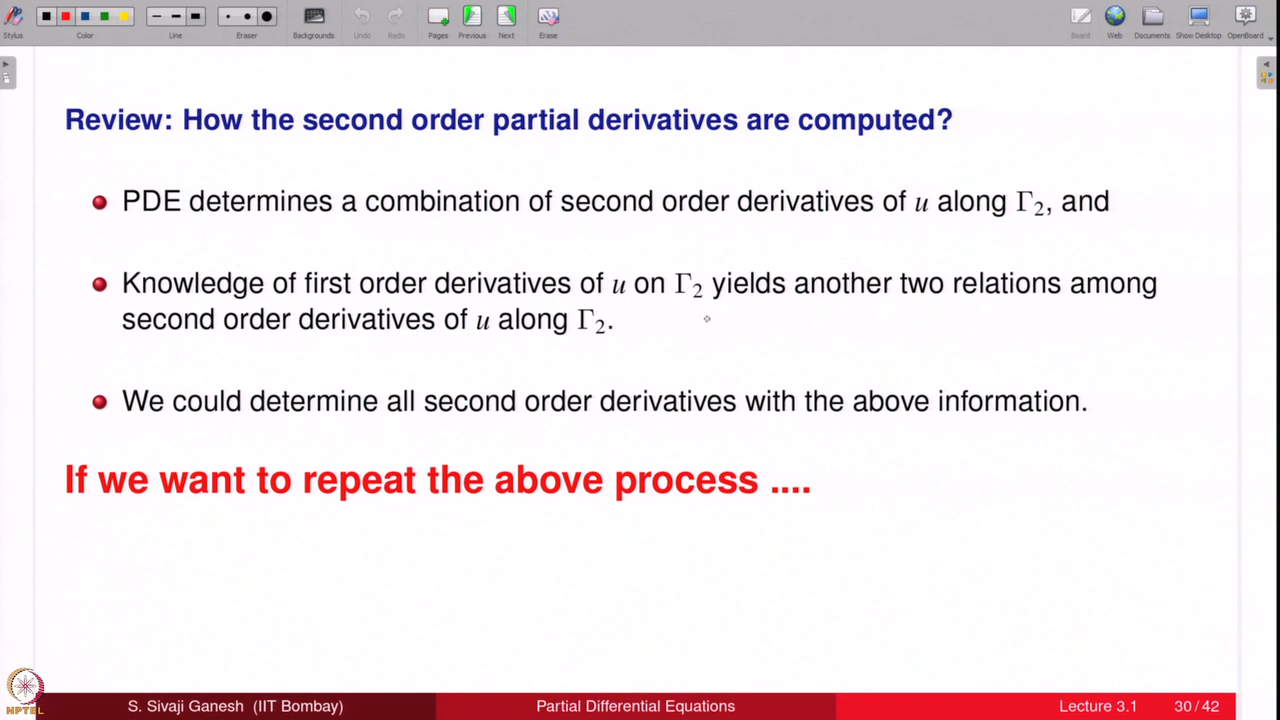 Stylus Color Line Eraser Backgrounds Undo Redo Pages Previous Next Erase Board Web Documents Show Desktop OpenBoard
Review: How the second order partial derivatives are computed?
PDE determines a combination of second order derivatives of u along Γ₂, and
Knowledge of first order derivatives of u on Γ₂ yields another two relations among
second order derivatives of u along Γ₂.
We could determine all second order derivatives with the above information.
If we want to repeat the above process ....
NPTEL
S. Sivaji Ganesh (IIT Bombay) Partial Differential Equations Lecture 3.1 30 / 42